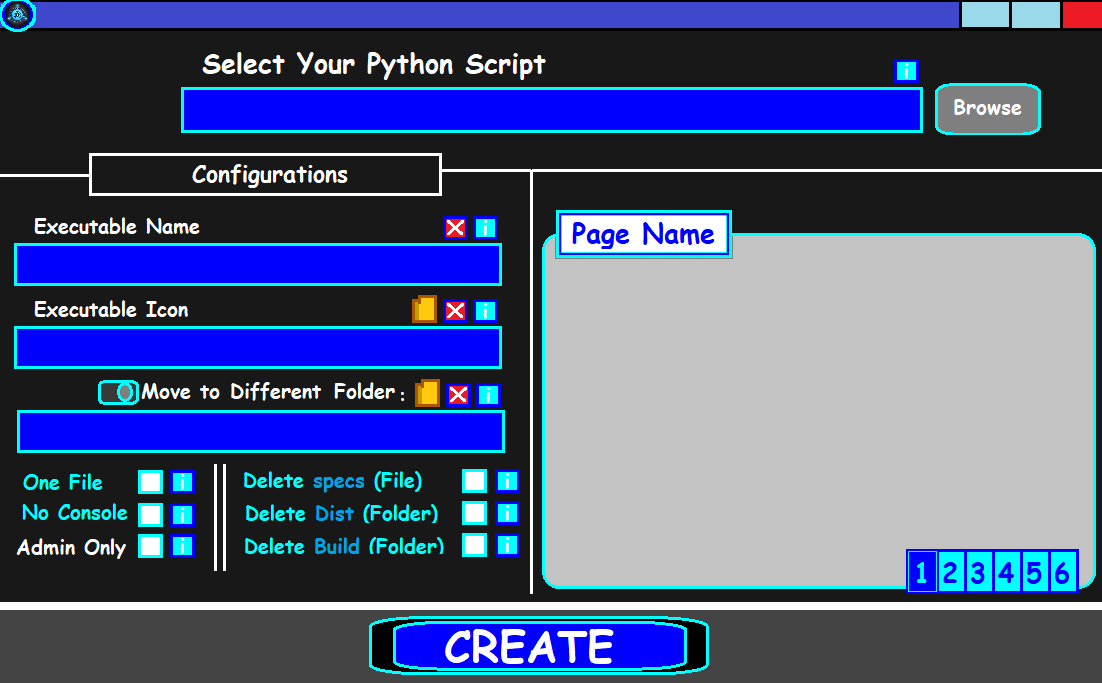 Select Your Python Script
i
Browse
Configurations
Executable Name
i
Executable Icon
i
Move to Different Folder :
i
One File
i
No Console
i
Admin Only
i
Delete specs (File)
i
Delete Dist (Folder)
i
Delete Build (Folder)
i
Page Name
1 2 3 4 5 6
CREATE